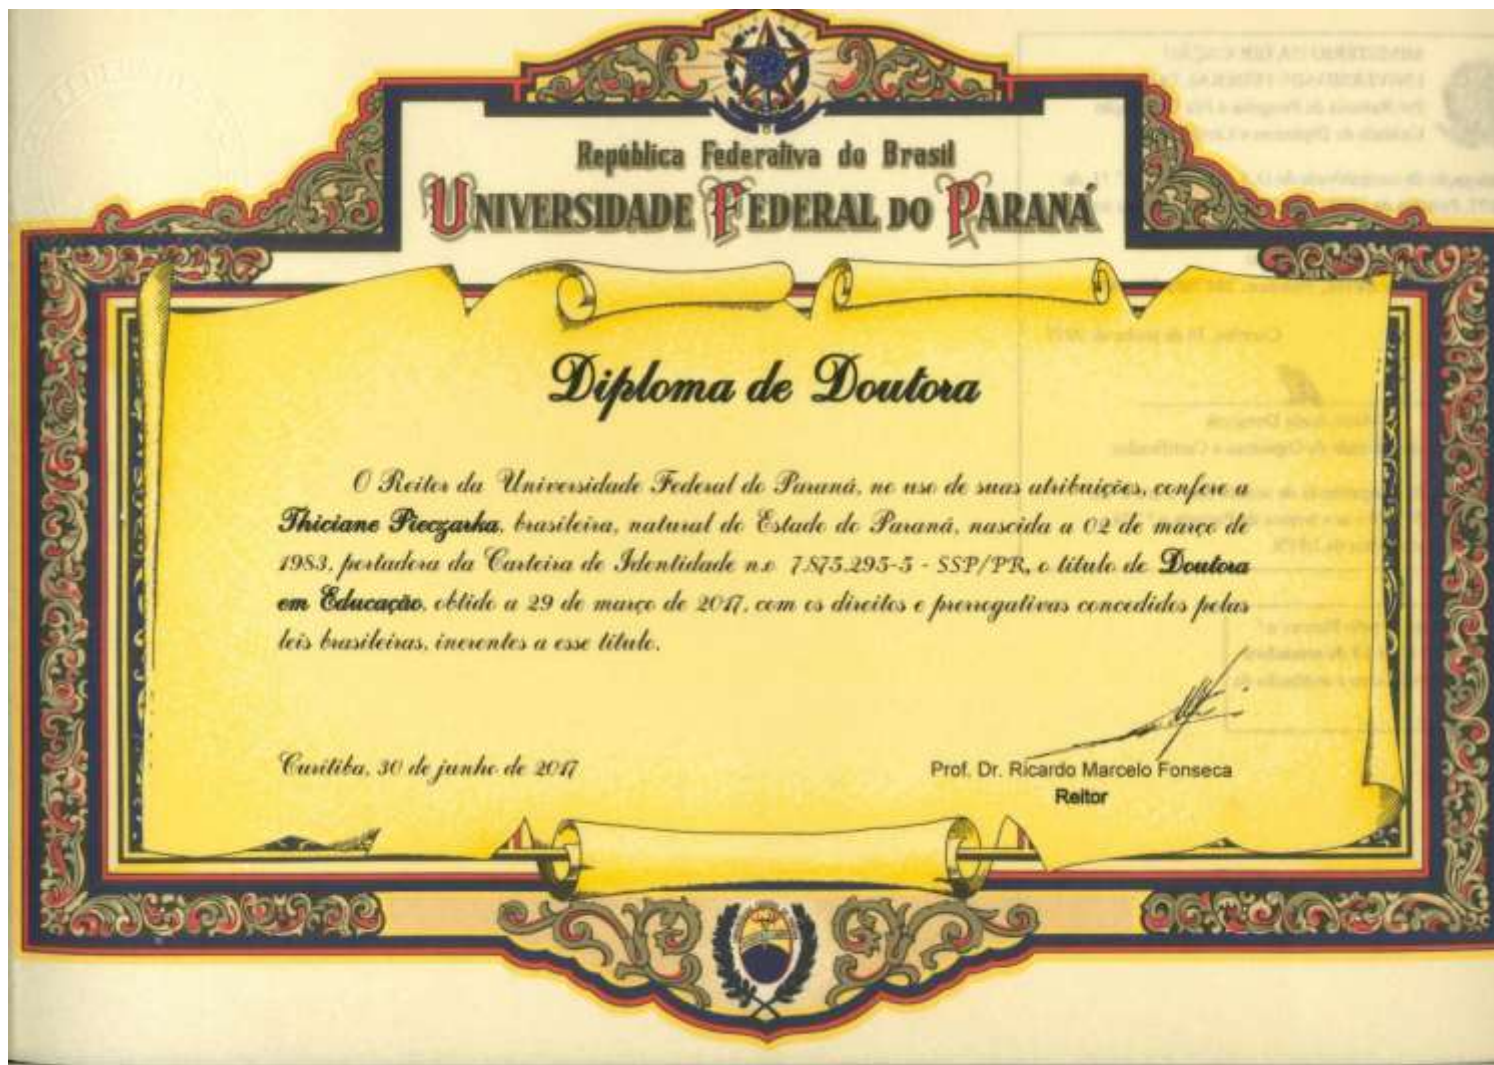 República Federativa do Brasil
UNIVERSIDADE FEDERAL DO PARANÁ
Diploma de Doutora
O Reitor da Universidade Federal do Paraná, no uso de suas atribuições, confere a
Thiciane Pieczarka, brasileira, natural do Estado do Paraná, nascida a 02 de março de
1983, portadora da Carteira de Identidade n.o 7.875.295-5 - SSP/PR, o título de Doutora
em Educação, obtido a 29 de março de 2017, com os direitos e prerrogativas concedidos pelas
leis brasileiras, inerentes a esse título.
Curitiba, 30 de junho de 2017
Prof. Dr. Ricardo Marcelo Fonseca
Reitor